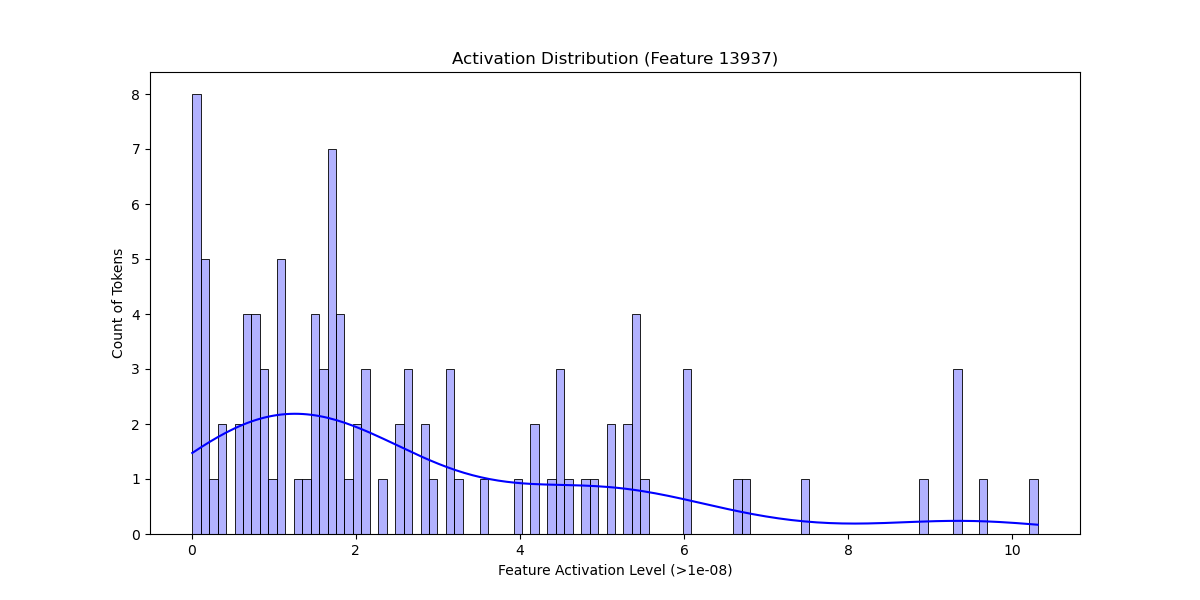 Activation Distribution (Feature 13937)
8
7
6
5
4
3
2
1
0
Count of Tokens
0 2 4 6 8 10
Feature Activation Level (>1e-08)